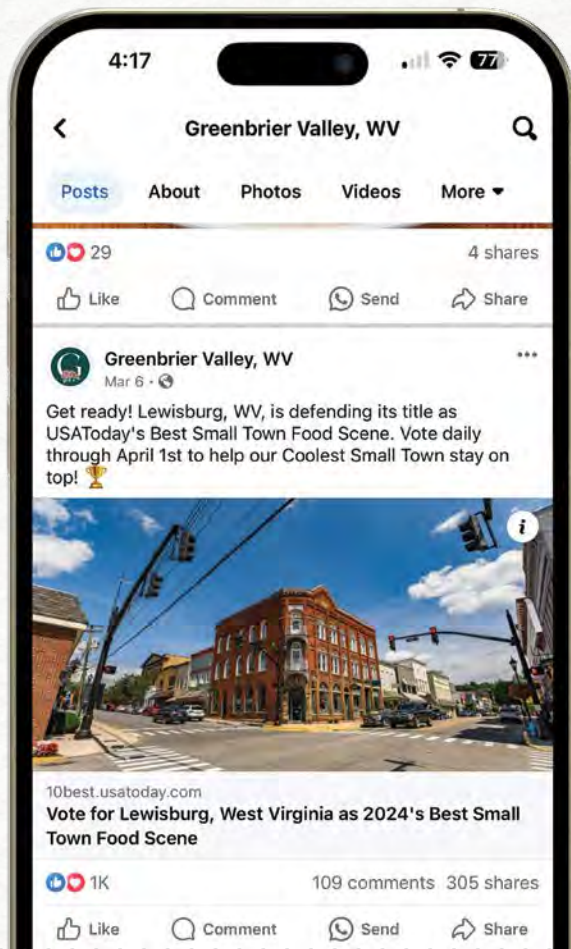 4:17
77
Greenbrier Valley, WV
Posts About Photos Videos More
29 4 shares
Like Comment Send Share
G
Greenbrier Valley, WV
Mar 6 ·
Get ready! Lewisburg, WV, is defending its title as
USAToday's Best Small Town Food Scene. Vote daily
through April 1st to help our Coolest Small Town stay on
top!
i
10best.usatoday.com
Vote for Lewisburg, West Virginia as 2024's Best Small
Town Food Scene
1K 109 comments 305 shares
Like Comment Send Share